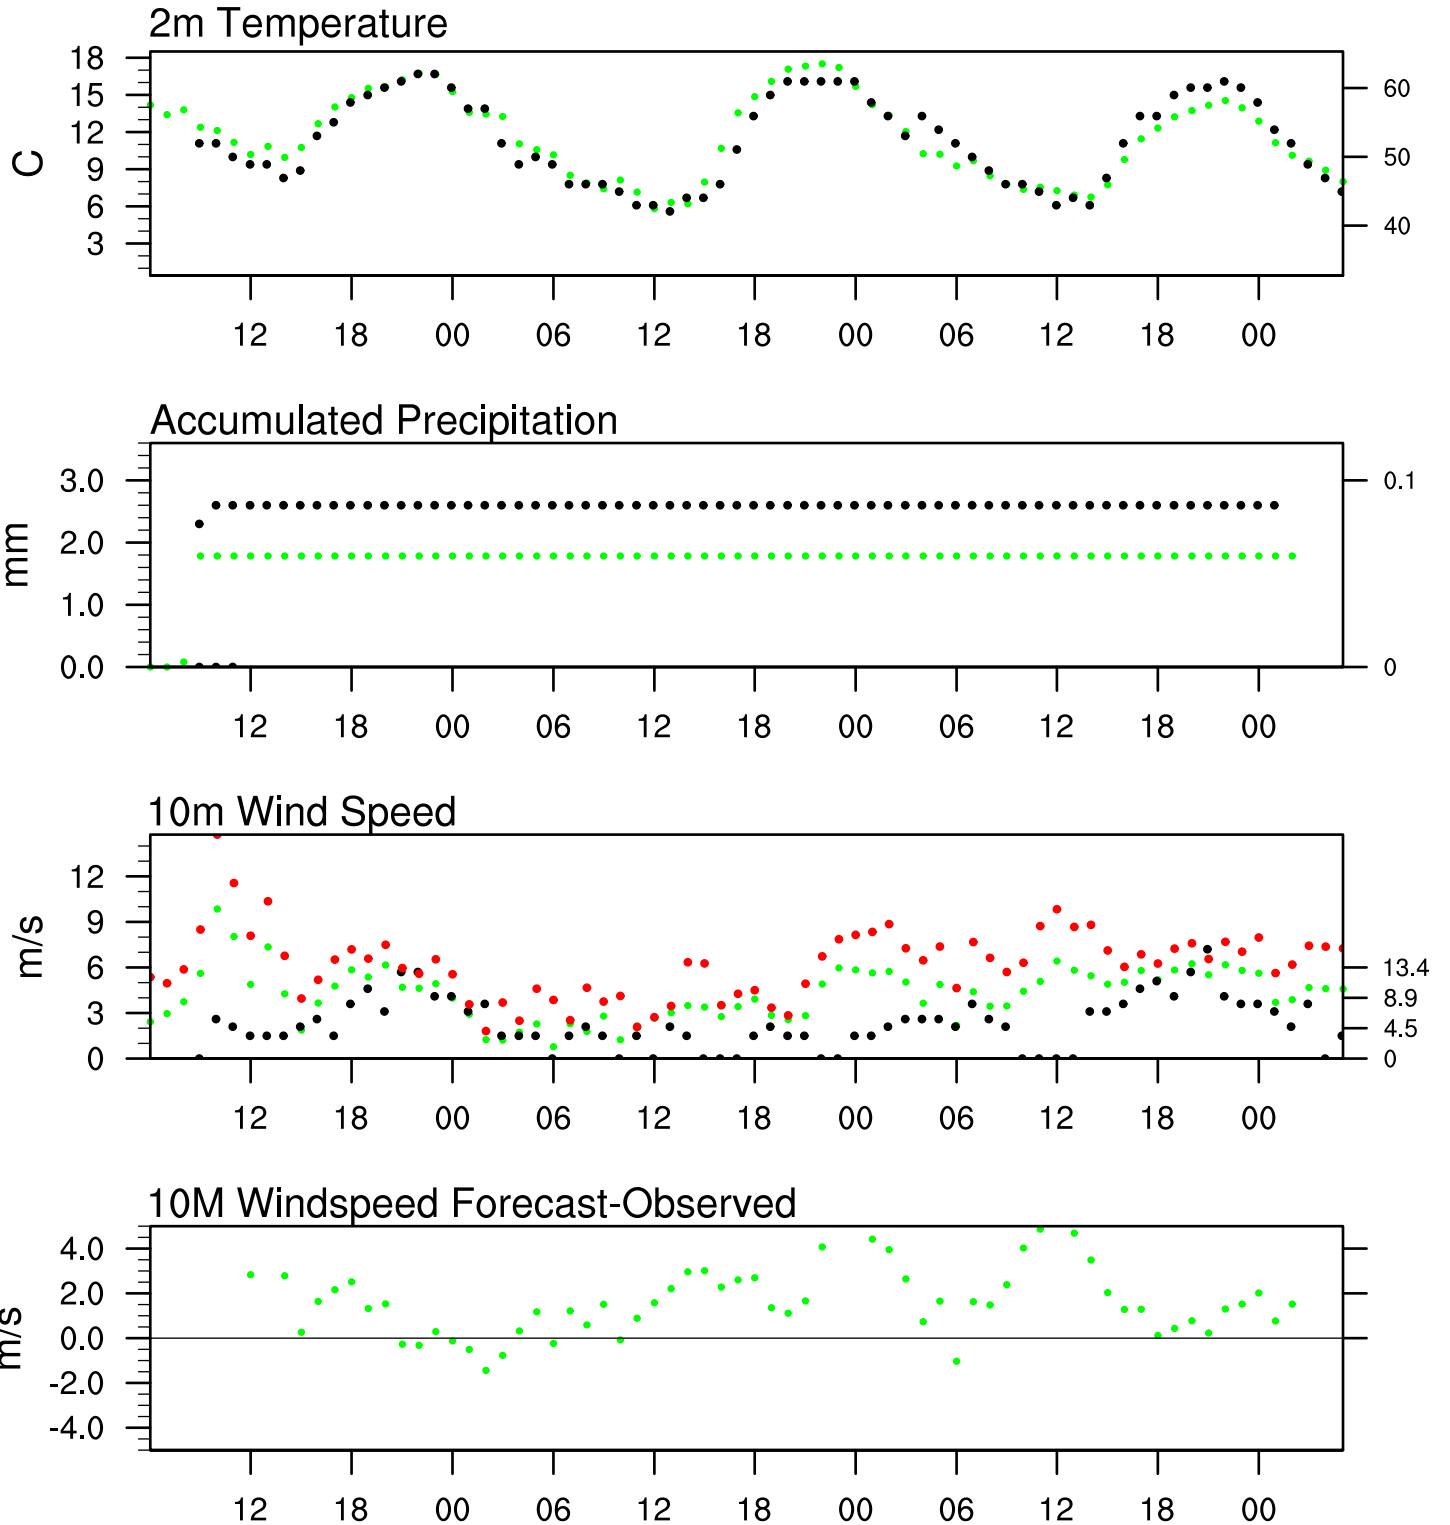 2m Temperature
18
15
12
9
6
3
C
60
50
40
12 18 00 06 12 18 00 06 12 18 00
Accumulated Precipitation
3.0
2.0
1.0
0.0
mm
0.1
0
12 18 00 06 12 18 00 06 12 18 00
10m Wind Speed
12
9
6
3
0
m/s
13.4
8.9
4.5
0
12 18 00 06 12 18 00 06 12 18 00
10M Windspeed Forecast-Observed
4.0
2.0
0.0
-2.0
-4.0
m/s
12 18 00 06 12 18 00 06 12 18 00